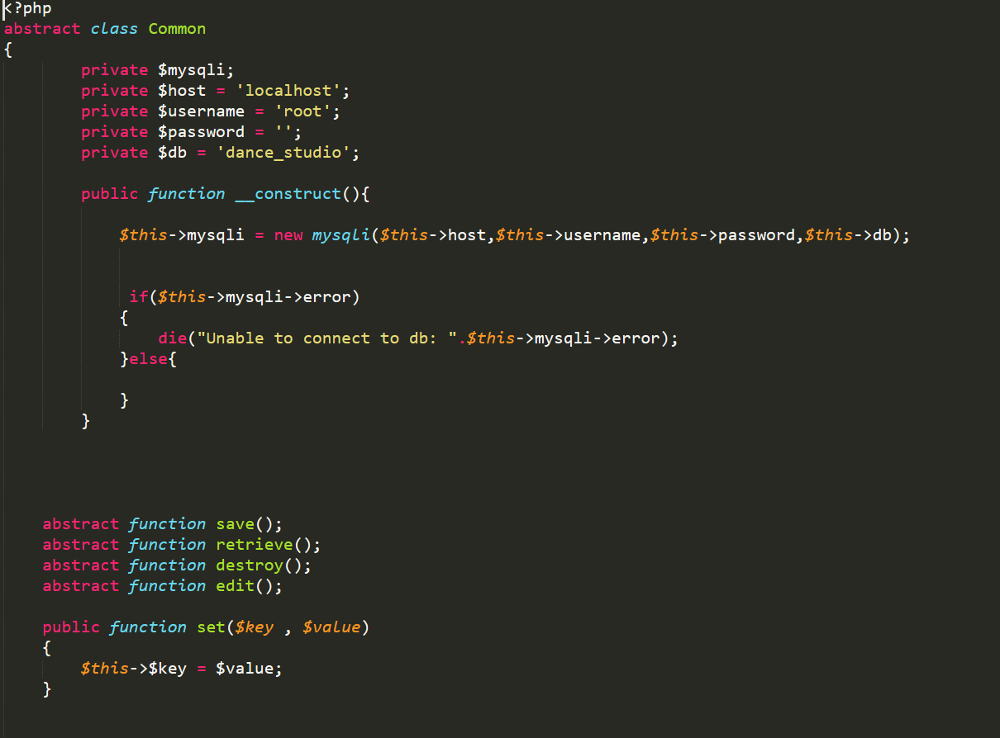 <?php
abstract class Common
{
private $mysqli;
private $host = 'localhost';
private $username = 'root';
private $password = '';
private $db = 'dance_studio';
public function __construct(){
$this->mysqli = new mysqli($this->host,$this->username,$this->password,$this->db);
if($this->mysqli->error)
{
die("Unable to connect to db: ".$this->mysqli->error);
}else{
}
}
abstract function save();
abstract function retrieve();
abstract function destroy();
abstract function edit();
public function set($key , $value)
{
$this->$key = $value;
}